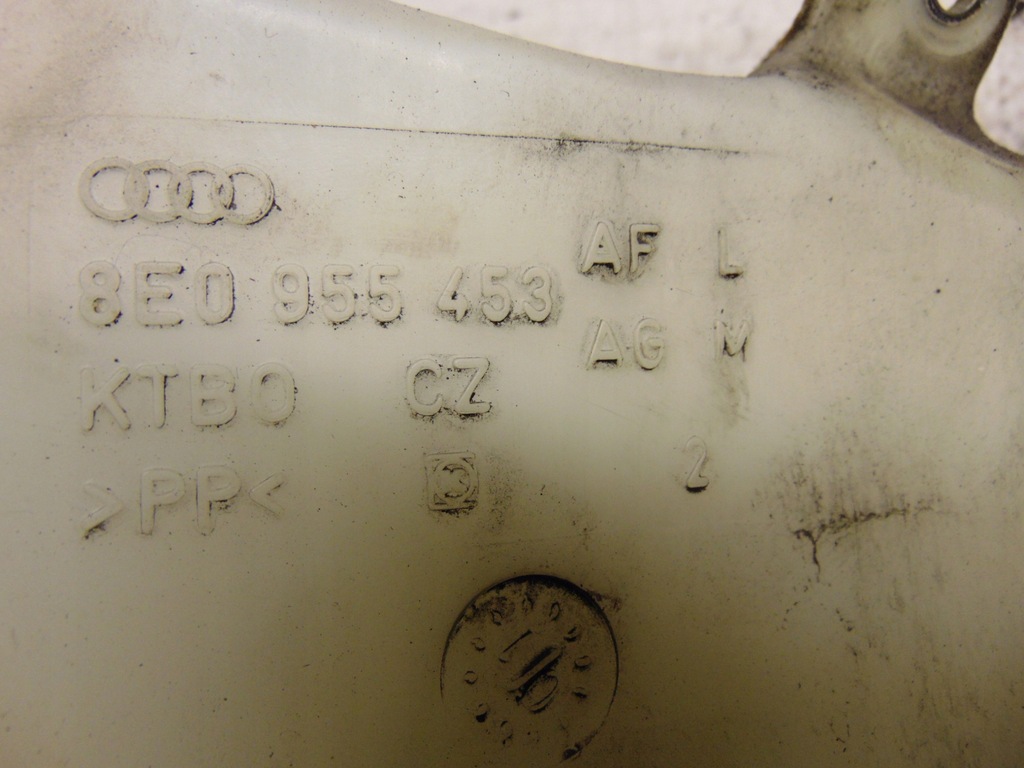 8E0 955 453 AF L
AG M
KTBO CZ
>PP< 2